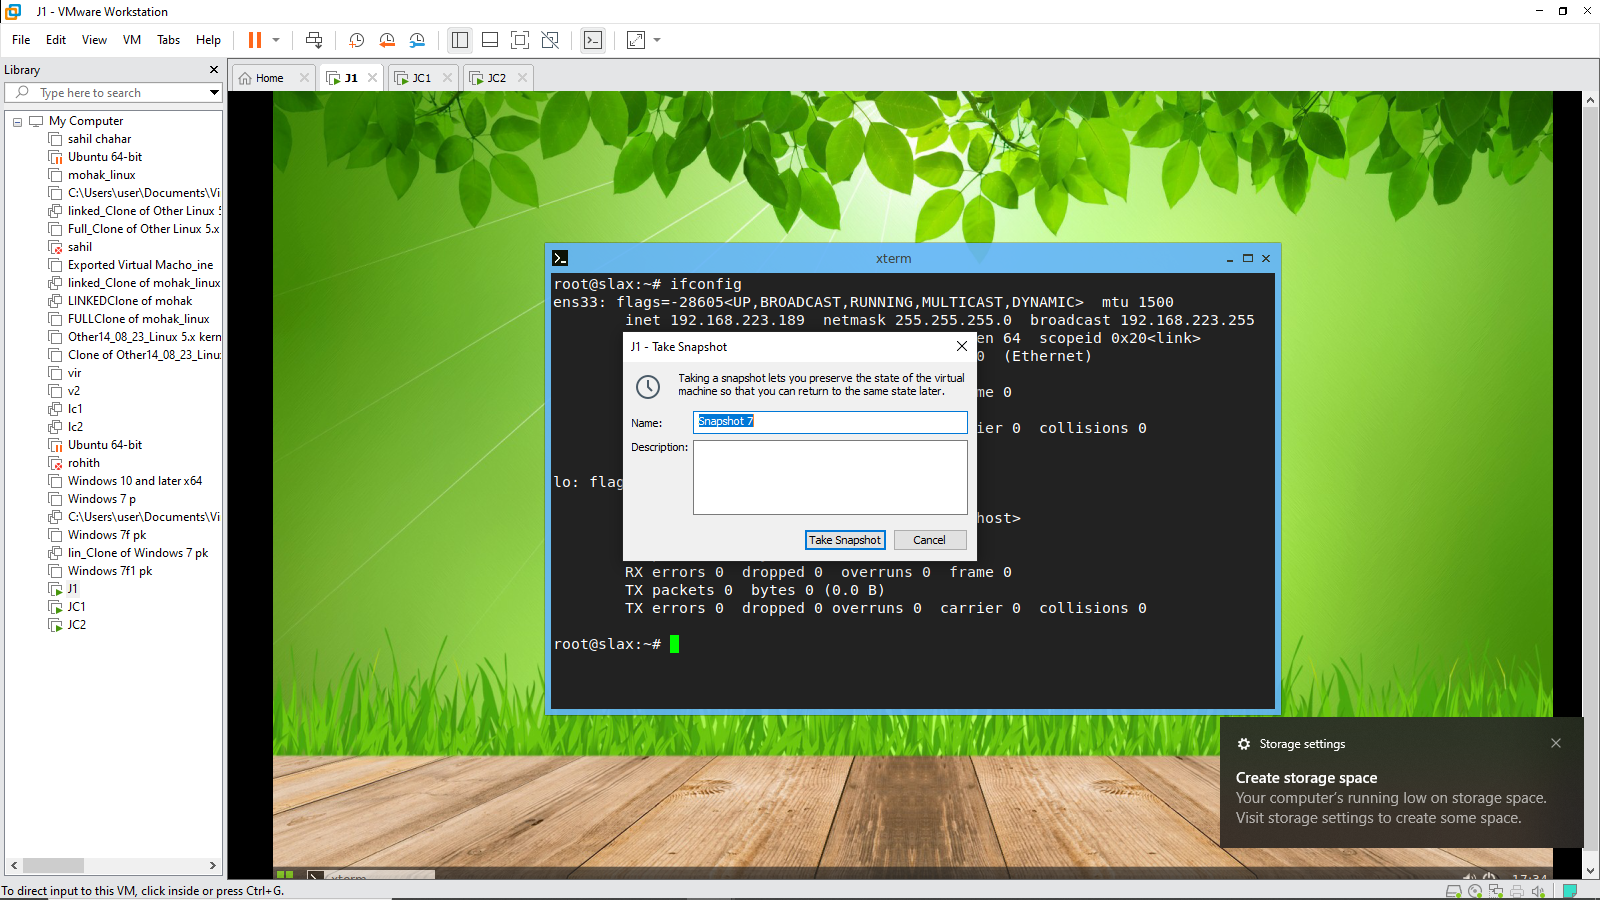 J1 - VMware Workstation
File Edit View VM Tabs Help
Library
Type here to search
Home J1 JC1 JC2
My Computer
sahil chahar
Ubuntu 64-bit
mohak_linux
C:\Users\user\Documents\Vi
linked_Clone of Other Linux 5
Full_Clone of Other Linux 5.x
sahil
Exported Virtual Macho_ine
linked_Clone of mohak_linux
LINKEDClone of mohak
FULLClone of mohak_linux
Other14_08_23_Linux 5.x kern
Clone of Other14_08_23_Linu
vir
v2
lc1
lc2
Ubuntu 64-bit
rohith
Windows 10 and later x64
Windows 7 p
C:\Users\user\Documents\Vi
Windows 7f pk
lin_Clone of Windows 7 pk
Windows 7f1 pk
J1
JC1
JC2
xterm
root@slax:~# ifconfig
ens33: flags=-28605<UP,BROADCAST,RUNNING,MULTICAST,DYNAMIC> mtu 1500
inet 192.168.223.189 netmask 255.255.255.0 broadcast 192.168.223.255
en 64 scopeid 0x20<link>
0 (Ethernet)
me 0
ier 0 collisions 0
lo: flag
host>
RX errors 0 dropped 0 overruns 0 frame 0
TX packets 0 bytes 0 (0.0 B)
TX errors 0 dropped 0 overruns 0 carrier 0 collisions 0
root@slax:~#
J1 - Take Snapshot
Taking a snapshot lets you preserve the state of the virtual
machine so that you can return to the same state later.
Name: Snapshot 7
Description:
Take Snapshot Cancel
Storage settings
Create storage space
Your computer's running low on storage space.
Visit storage settings to create some space.
xterm
17:34
To direct input to this VM, click inside or press Ctrl+G.